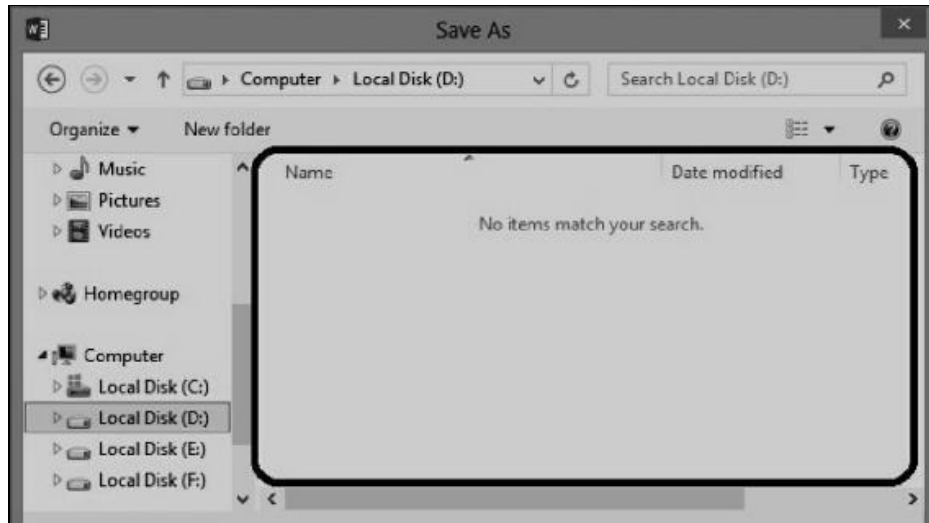 Save As
Computer Local Disk (D:) Search Local Disk (D:)
Organize New folder
Name Date modified Type
No items match your search.
Music
Pictures
Videos
Homegroup
Computer
Local Disk (C:)
Local Disk (D:)
Local Disk (E:)
Local Disk (F:)